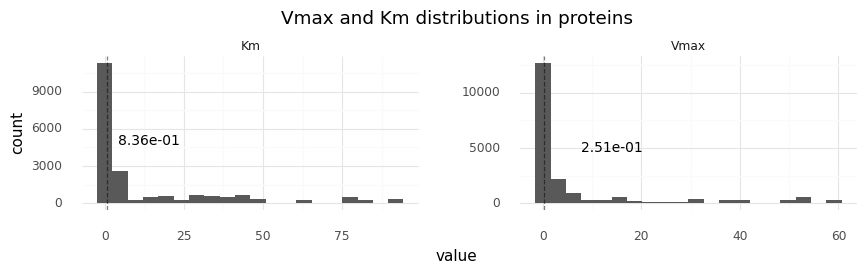 Vmax and Km distributions in proteins
Km
Vmax
count
9000
6000
3000
0
8.36e-01
10000
5000
0
2.51e-01
0 25 50 75
0 20 40 60
value